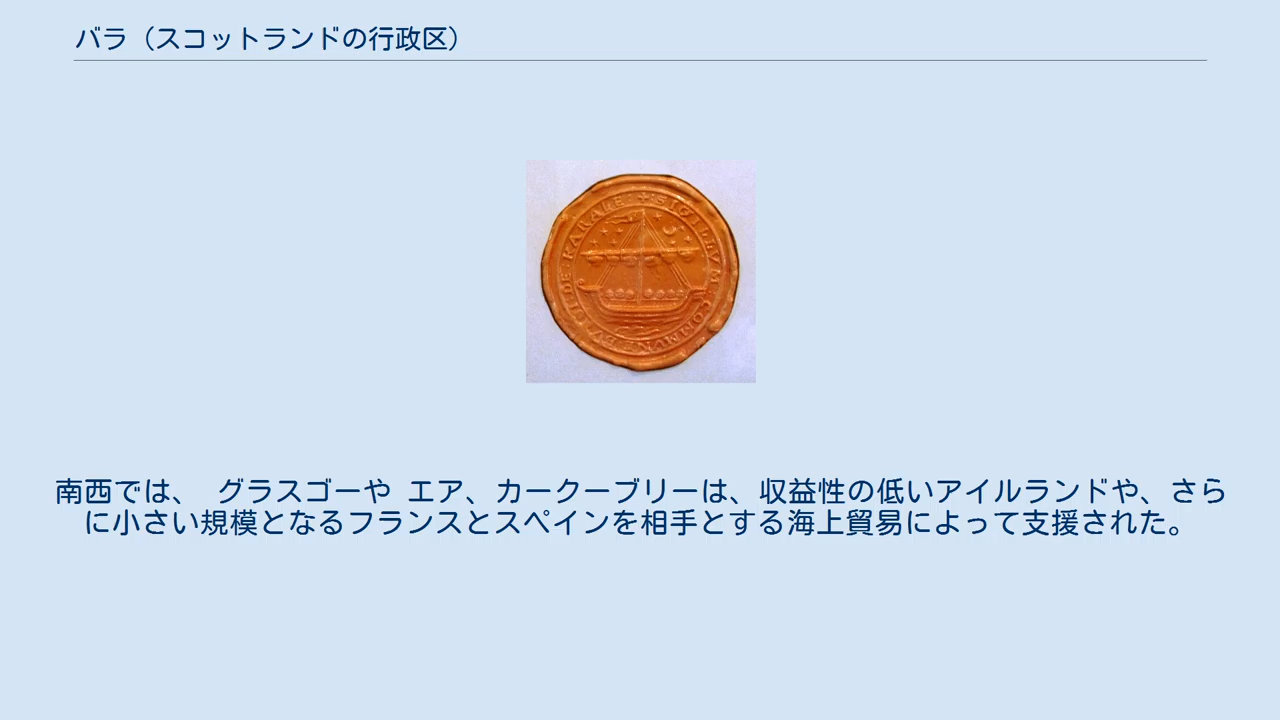 バラ（スコットランドの行政区）
SIGILLVM
南西では、 グラスゴーや エア、カークーブリーは、収益性の低いアイルランドや、さら
に小さい規模となるフランスとスペインを相手とする海上貿易によって支援された。